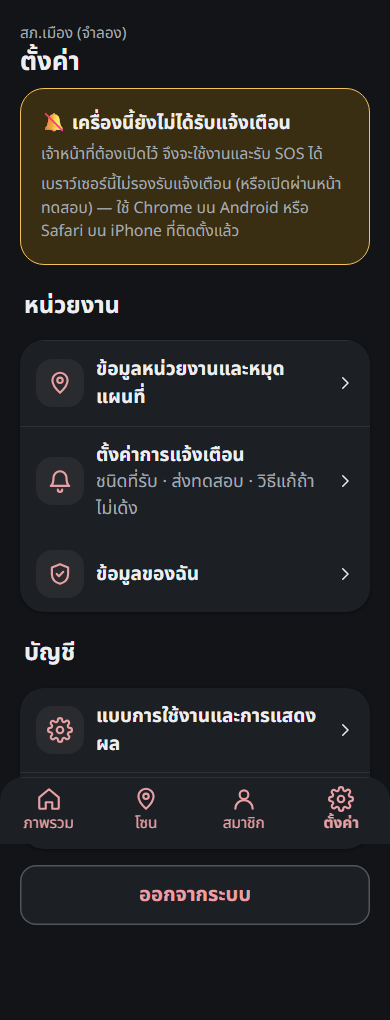 สภ.เมือง (จำลอง)
ตั้งค่า
เครื่องนี้ยังไม่ได้รับแจ้งเตือน
เจ้าหน้าที่ต้องเปิดไว้ จึงจะใช้งานและรับ SOS ได้
เบราว์เซอร์นี้ไม่รองรับแจ้งเตือน (หรือเปิดผ่านหน้า
ทดสอบ) — ใช้ Chrome บน Android หรือ
Safari บน iPhone ที่ติดตั้งแล้ว
หน่วยงาน
ข้อมูลหน่วยงานและหมุด
แผนที่
ตั้งค่าการแจ้งเตือน
ชนิดที่รับ · ส่งทดสอบ · วิธีแก้ถ้า
ไม่เด้ง
ข้อมูลของฉัน
บัญชี
แบบการใช้งานและการแสดง
ผล
ภาพรวม
โซน
สมาชิก
ตั้งค่า
ออกจากระบบ